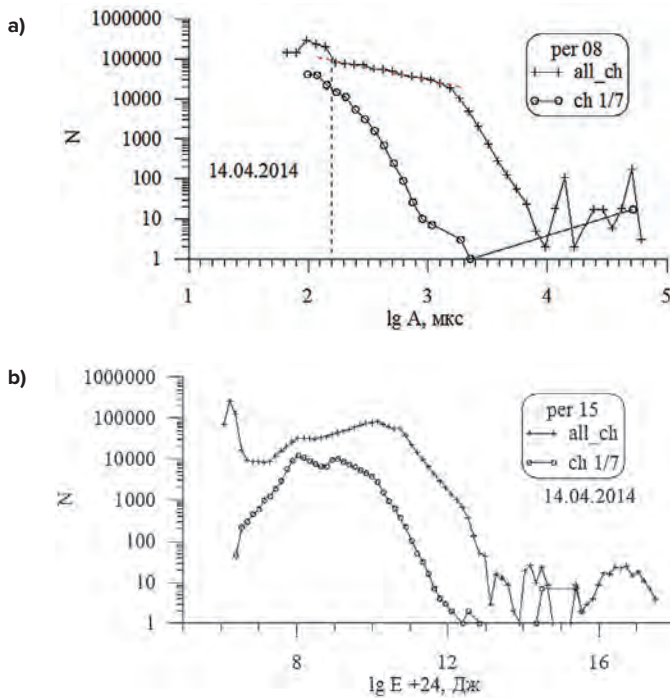 a)
1000000
100000
10000
1000
100
10
1
N
per 08
all_ch
ch 1/7
14.04.2014
1 2 3 4 5
lg A, мкс
b)
1000000
100000
10000
1000
100
10
1
N
per 15
all_ch
ch 1/7
14.04.2014
8 12 16
lg E +24, Дж